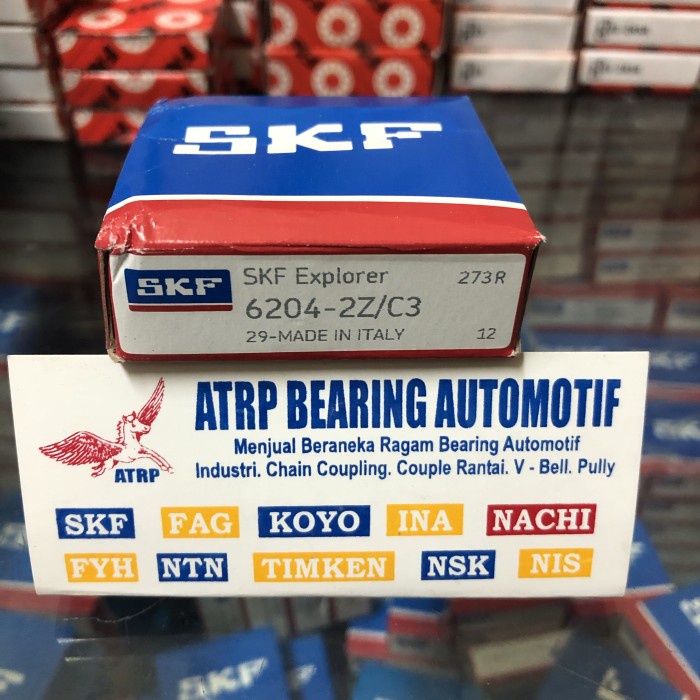 SKF
SKF
SKF Explorer
273R
6204-2Z/C3
29-MADE IN ITALY
12
ATRP
ATRP BEARING AUTOMOTIF
Menjual Beraneka Ragam Bearing Automotif
Industri. Chain Coupling. Couple Rantai. V - Bell. Pully
SKF FAG KOYO INA NACHI
FYH NTN TIMKEN NSK NIS
SKF